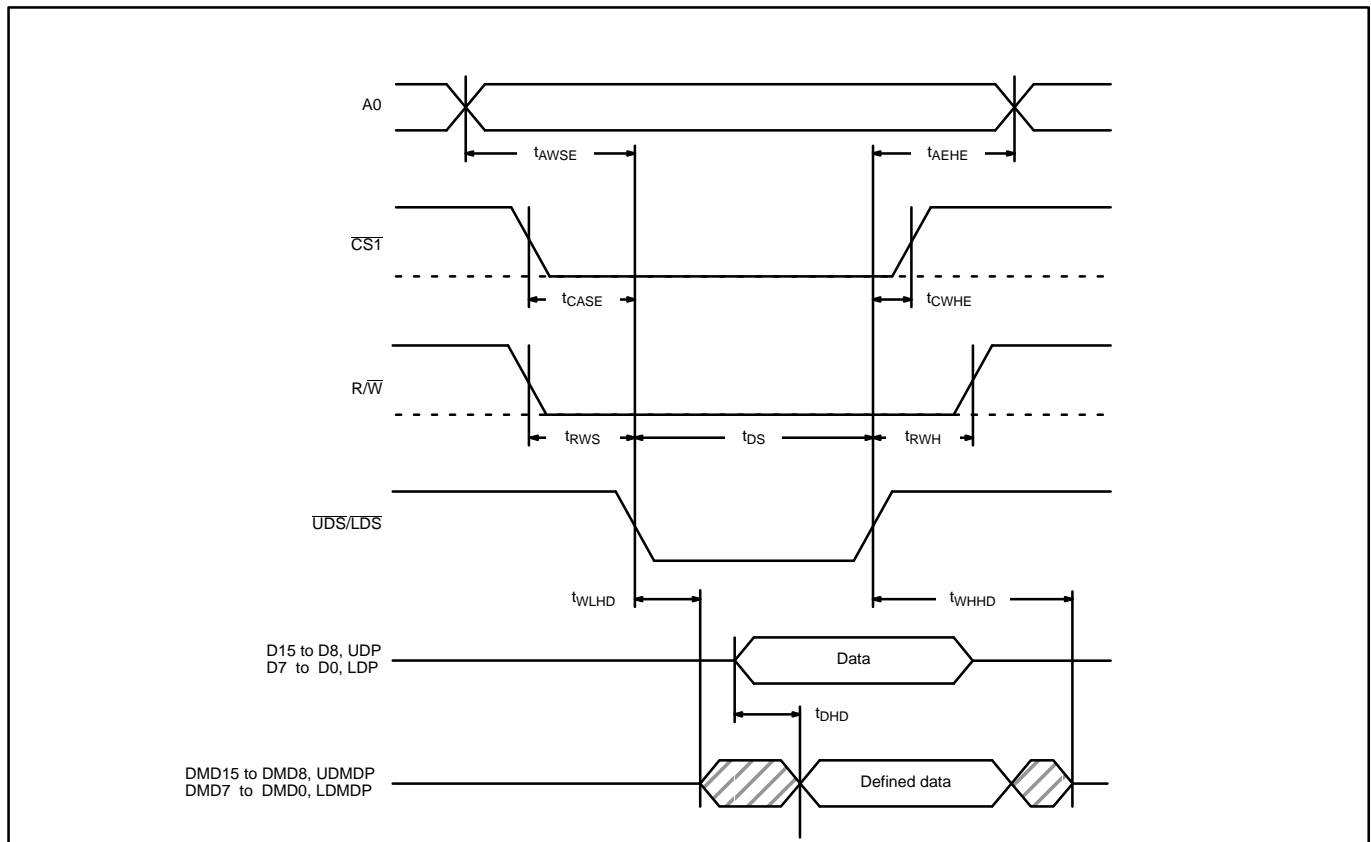 A0
tAWSE
tAEHE
CS1
tCASE
tCWHE
R/W
tRWS
tDS
tRWH
UDS/LDS
tWLHD
tWHHD
D15 to D8, UDP
D7 to D0, LDP
Data
tDHD
DMD15 to DMD8, UDMDP
DMD7 to DMD0, LDMDP
Defined data